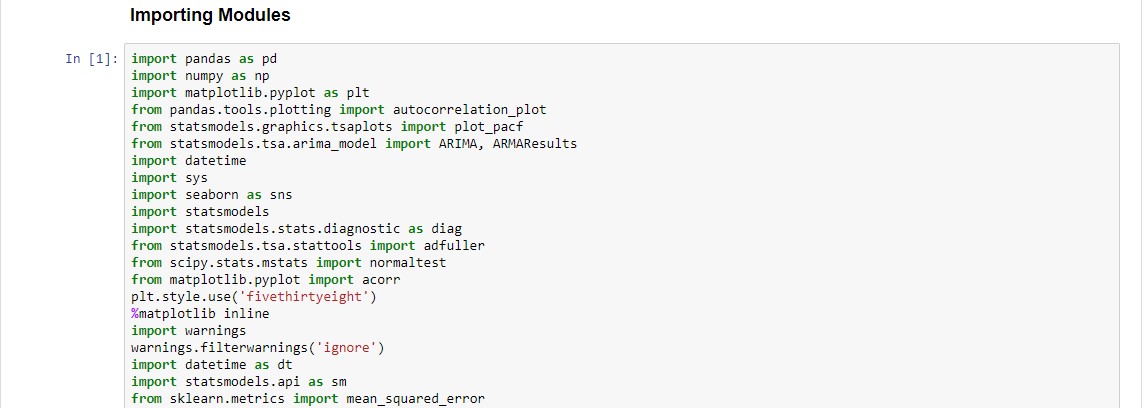 Importing Modules
In [1]: import pandas as pd
import numpy as np
import matplotlib.pyplot as plt
from pandas.tools.plotting import autocorrelation_plot
from statsmodels.graphics.tsaplots import plot_pacf
from statsmodels.tsa.arima_model import ARIMA, ARMAResults
import datetime
import sys
import seaborn as sns
import statsmodels
import statsmodels.stats.diagnostic as diag
from statsmodels.tsa.stattools import adfuller
from scipy.stats.mstats import normaltest
from matplotlib.pyplot import acorr
plt.style.use('fivethirtyeight')
%matplotlib inline
import warnings
warnings.filterwarnings('ignore')
import datetime as dt
import statsmodels.api as sm
from sklearn.metrics import mean_squared_error